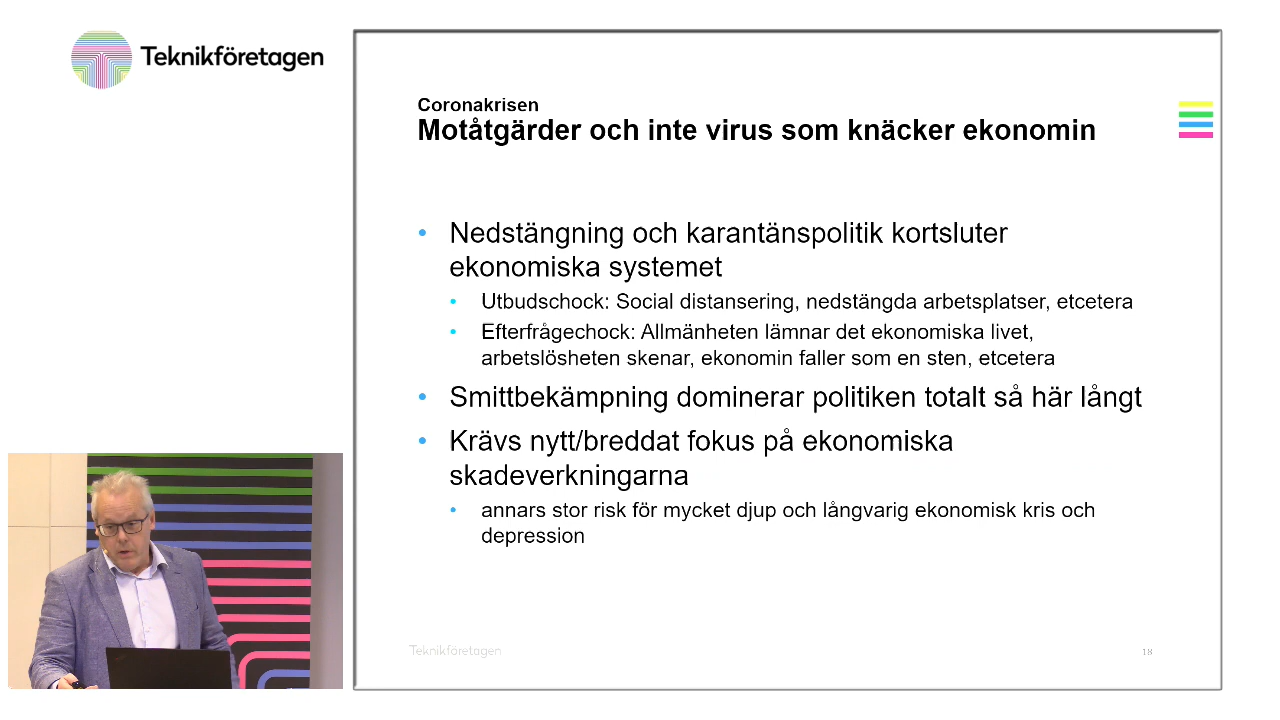 Teknikföretagen
Coronakrisen
Motåtgärder och inte virus som knäcker ekonomin
• Nedstängning och karantänspolitik kortsluter
ekonomiska systemet
• Utbudschock: Social distansering, nedstängda arbetsplatser, etcetera
• Efterfrågechock: Allmänheten lämnar det ekonomiska livet,
arbetslösheten skenar, ekonomin faller som en sten, etcetera
• Smittbekämpning dominerar politiken totalt så här långt
• Krävs nytt/breddat fokus på ekonomiska
skadeverkningarna
• annars stor risk för mycket djup och långvarig ekonomisk kris och
depression
Teknikföretagen
18